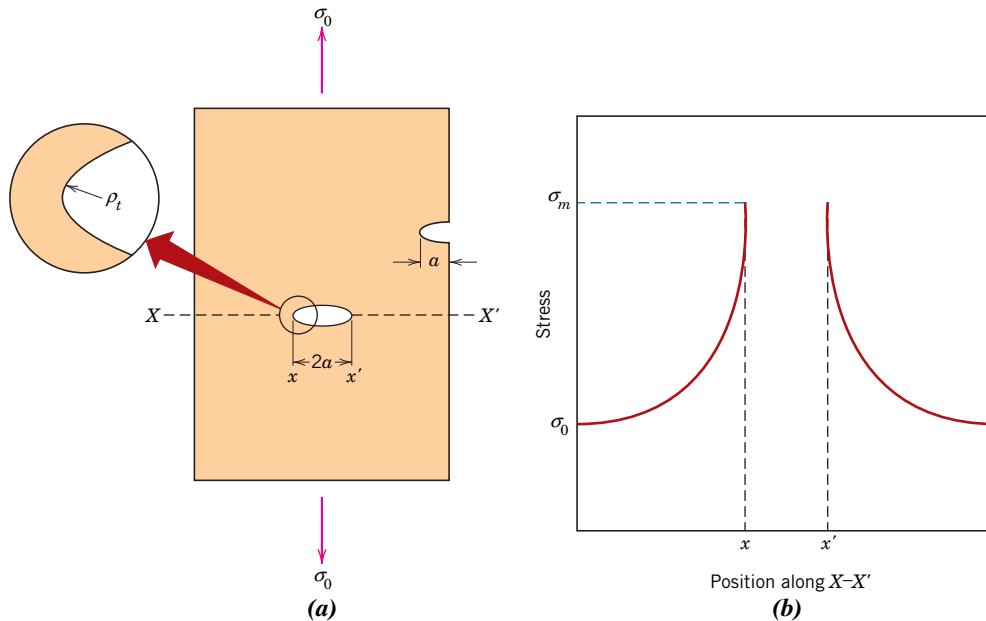 σ0
ρt
a
X
X′
2a
x
x′
σ0
(a)
σm
Stress
σ0
x
x′
Position along X–X′
(b)